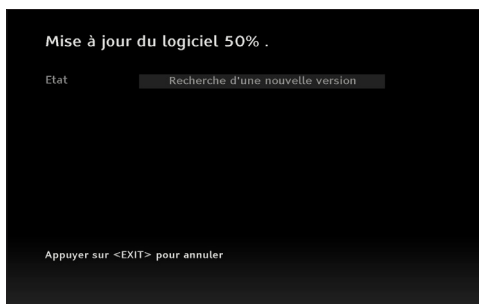 Mise à jour du logiciel 50% .
Etat Recherche d'une nouvelle version
Appuyer sur <EXIT> pour annuler